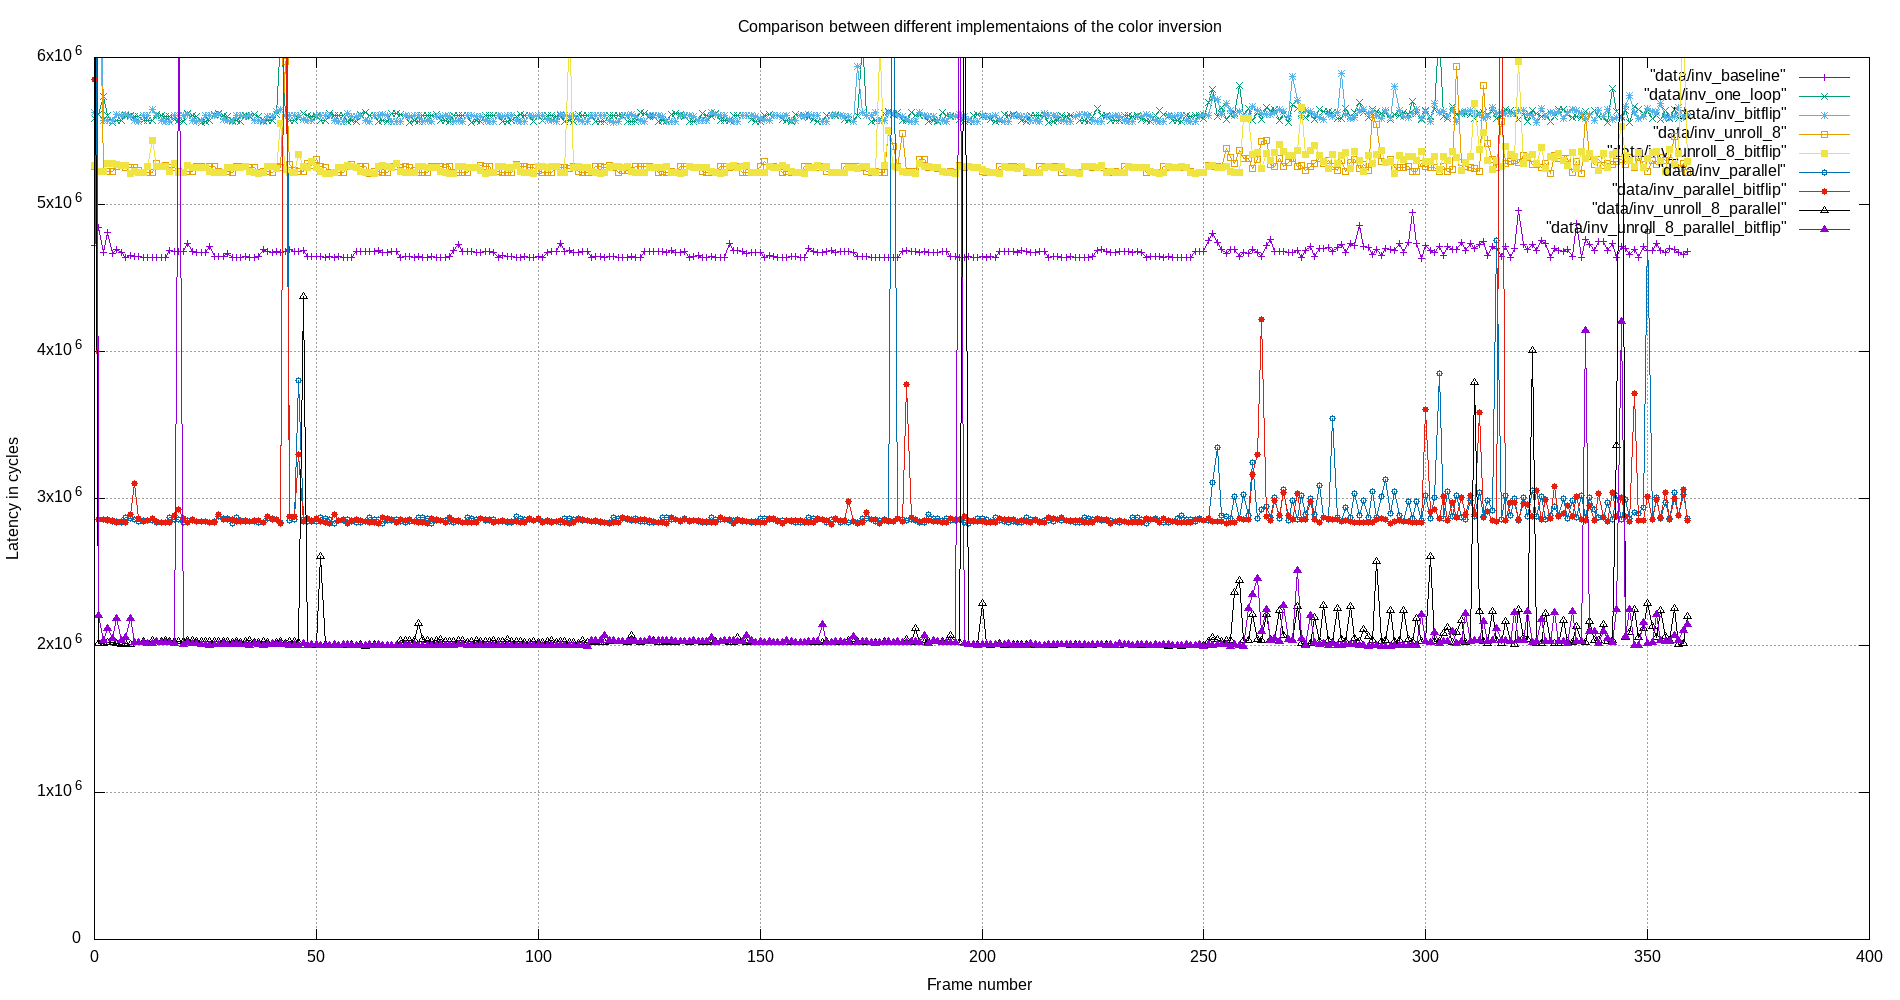 Comparison between different implementaions of the color inversion
6x10^6
5x10^6
4x10^6
3x10^6
2x10^6
1x10^6
0
Latency in cycles
"data/inv_baseline"
"data/inv_one_loop"
"data/inv_bitflip"
"data/inv_unroll_8"
"data/inv_unroll_8_bitflip"
"data/inv_parallel"
"data/inv_parallel_bitflip"
"data/inv_unroll_8_parallel"
"data/inv_unroll_8_parallel_bitflip"
0 50 100 150 200 250 300 350 400
Frame number